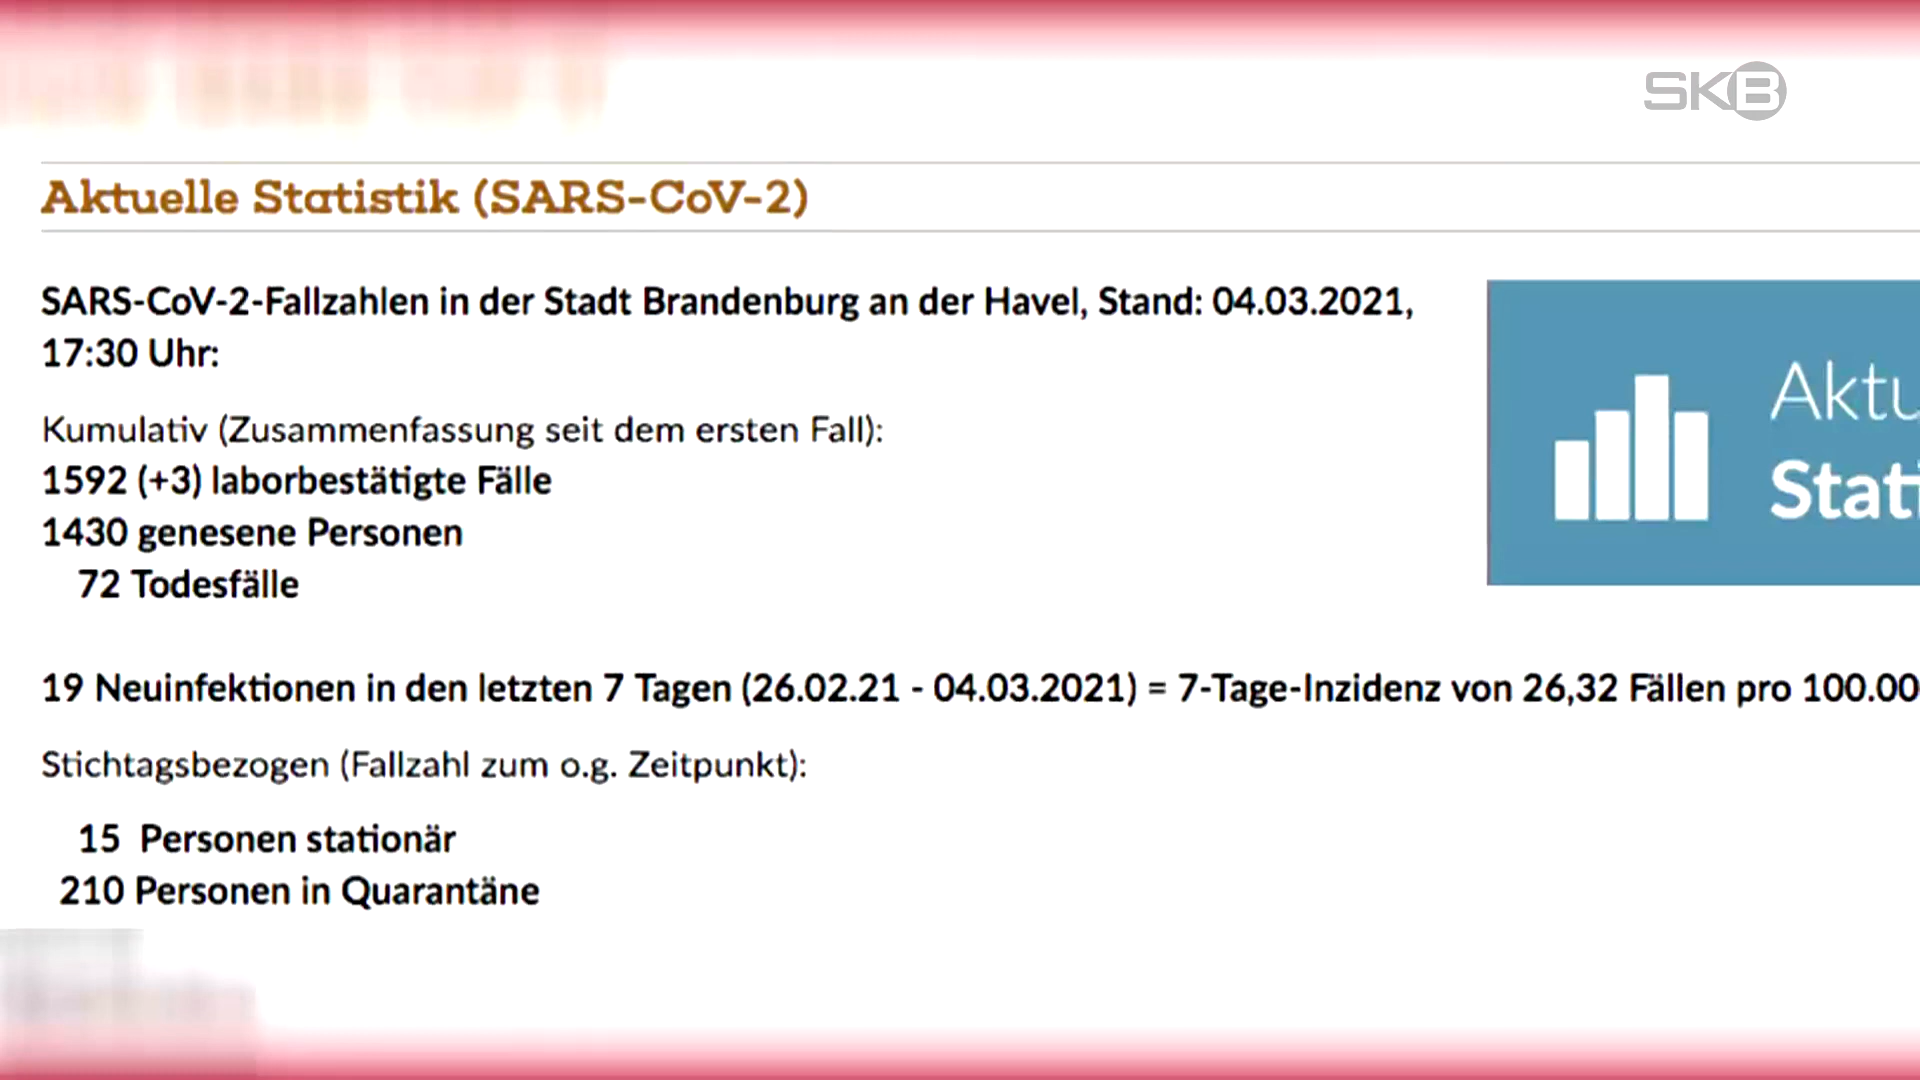 SKB
Aktuelle Statistik (SARS-CoV-2)
SARS-CoV-2-Fallzahlen in der Stadt Brandenburg an der Havel, Stand: 04.03.2021,
17:30 Uhr:
Kumulativ (Zusammenfassung seit dem ersten Fall):
1592 (+3) laborbestätigte Fälle
1430 genesene Personen
72 Todesfälle
Aktu
Stati
19 Neuinfektionen in den letzten 7 Tagen (26.02.21 - 04.03.2021) = 7-Tage-Inzidenz von 26,32 Fällen pro 100.00
Stichtagsbezogen (Fallzahl zum o.g. Zeitpunkt):
15 Personen stationär
210 Personen in Quarantäne